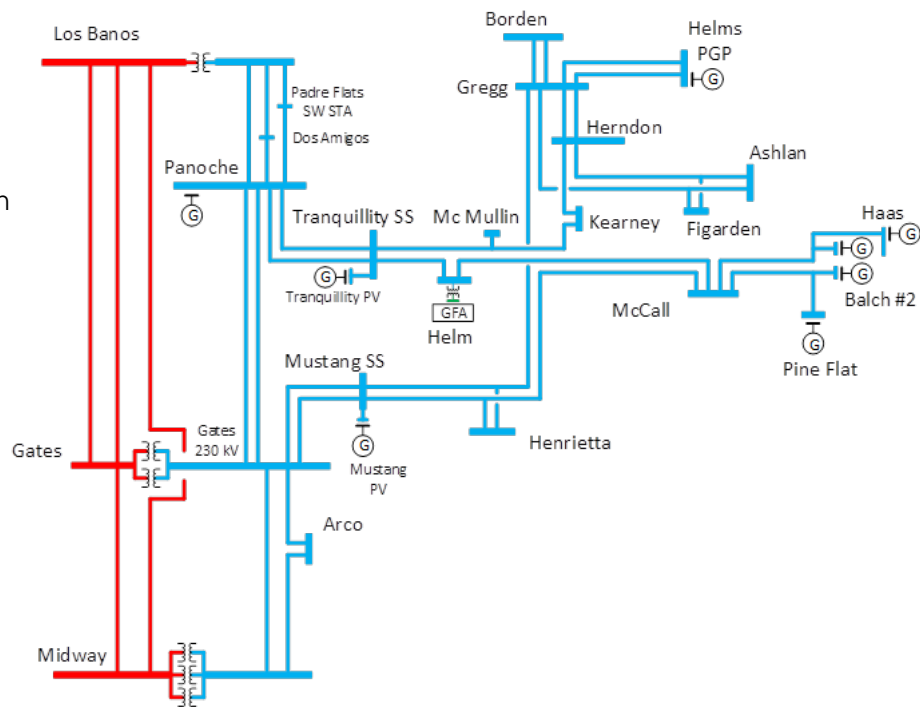 Los Banos
Borden
Helms
PGP
G
Gregg
Padre Flats
SW STA
Dos Amigos
Herndon
Ashlan
Panoche
G
n
Tranquillity SS
Mc Mullin
Kearney
Figarden
Haas
G
G
G
Balch #2
G
Tranquillity PV
GFA
Helm
McCall
G
Pine Flat
Mustang SS
Gates
230 kV
Gates
G
Mustang
PV
Henrietta
Arco
Midway